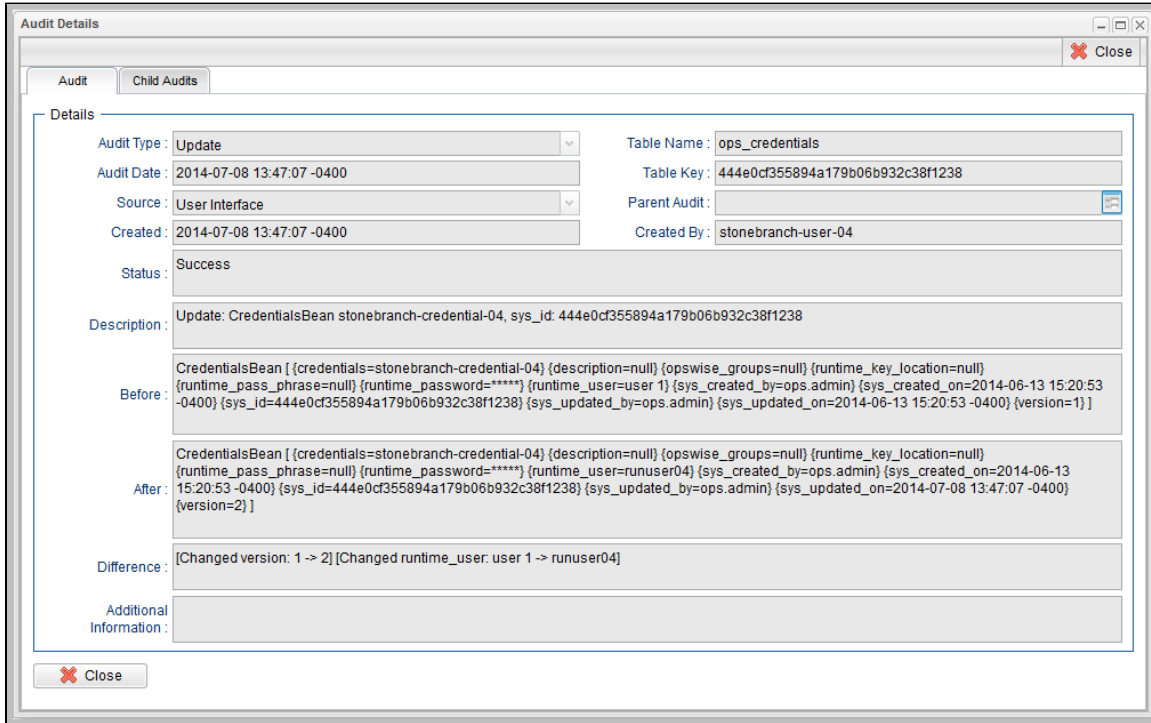 Audit Details
Close
Audit Child Audits
Details
Audit Type : Update Table Name : ops_credentials
Audit Date : 2014-07-08 13:47:07 -0400 Table Key : 444e0cf355894a179b06b932c38f1238
Source : User Interface Parent Audit :
Created : 2014-07-08 13:47:07 -0400 Created By : stonebranch-user-04
Status : Success
Description : Update: CredentialsBean stonebranch-credential-04, sys_id: 444e0cf355894a179b06b932c38f1238
Before : CredentialsBean [ {credentials=stonebranch-credential-04} {description=null} {opswise_groups=null} {runtime_key_location=null}
{runtime_pass_phrase=null} {runtime_password=*****} {runtime_user=user 1} {sys_created_by=ops.admin} {sys_created_on=2014-06-13 15:20:53
-0400} {sys_id=444e0cf355894a179b06b932c38f1238} {sys_updated_by=ops.admin} {sys_updated_on=2014-06-13 15:20:53 -0400} {version=1} ]
After : CredentialsBean [ {credentials=stonebranch-credential-04} {description=null} {opswise_groups=null} {runtime_key_location=null}
{runtime_pass_phrase=null} {runtime_password=*****} {runtime_user=runuser04} {sys_created_by=ops.admin} {sys_created_on=2014-06-13
15:20:53 -0400} {sys_id=444e0cf355894a179b06b932c38f1238} {sys_updated_by=ops.admin} {sys_updated_on=2014-07-08 13:47:07 -0400}
{version=2} ]
Difference : [Changed version: 1 -> 2] [Changed runtime_user: user 1 -> runuser04]
Additional
Information :
Close